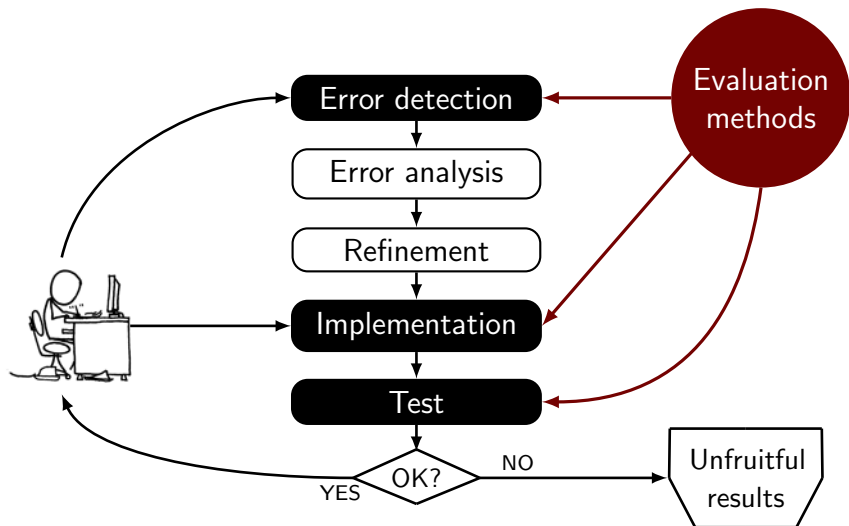 Evaluation
methods
Error detection
Error analysis
Refinement
Implementation
Test
OK?
NO
YES
Unfruitful
results